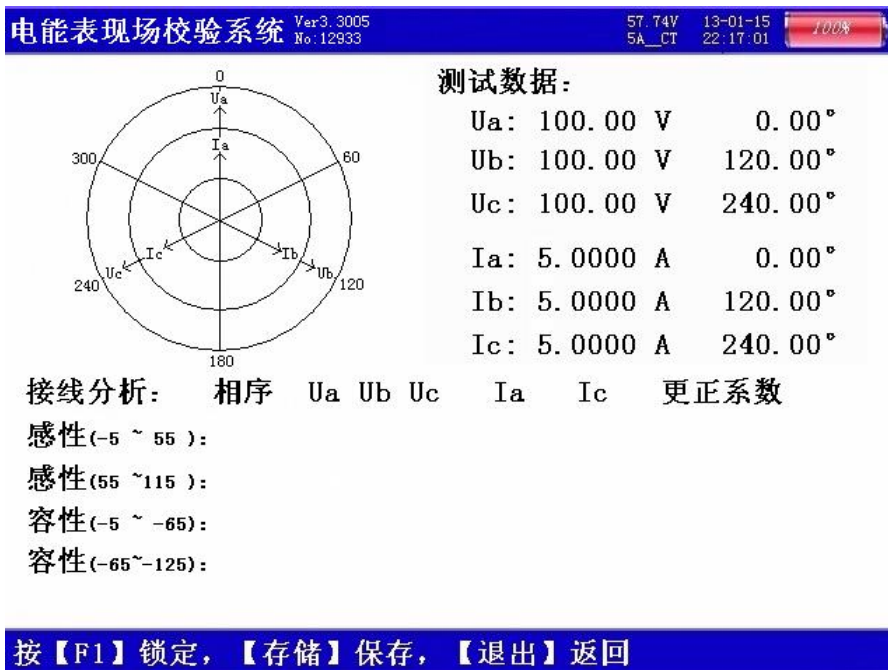 电能表现场校验系统 Ver3.3005 No:12933 57.74V 5A__CT 13-01-15 22:17:01 100%
测试数据:
Ua: 100.00 V 0.00°
Ub: 100.00 V 120.00°
Uc: 100.00 V 240.00°
Ia: 5.0000 A 0.00°
Ib: 5.0000 A 120.00°
Ic: 5.0000 A 240.00°
0
Ua
Ia
300 60
Uc Ic Ib Ub
240 120
180
接线分析: 相序 Ua Ub Uc Ia Ic 更正系数
感性(-5 ~ 55 ):
感性(55 ~115 ):
容性(-5 ~ -65):
容性(-65~-125):
按【F1】锁定,【存储】保存,【退出】返回